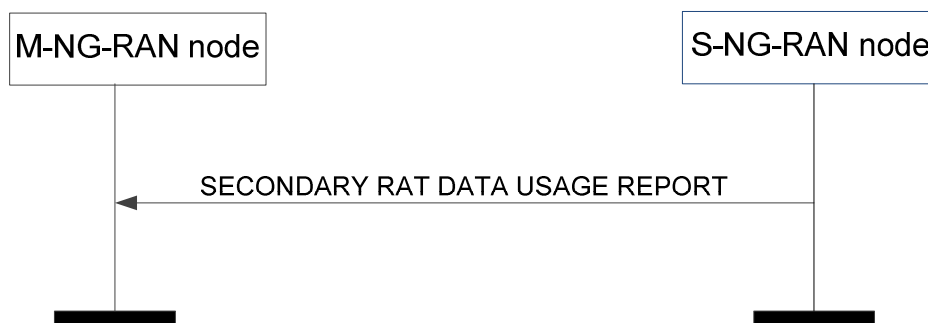 M-NG-RAN node
S-NG-RAN node
SECONDARY RAT DATA USAGE REPORT